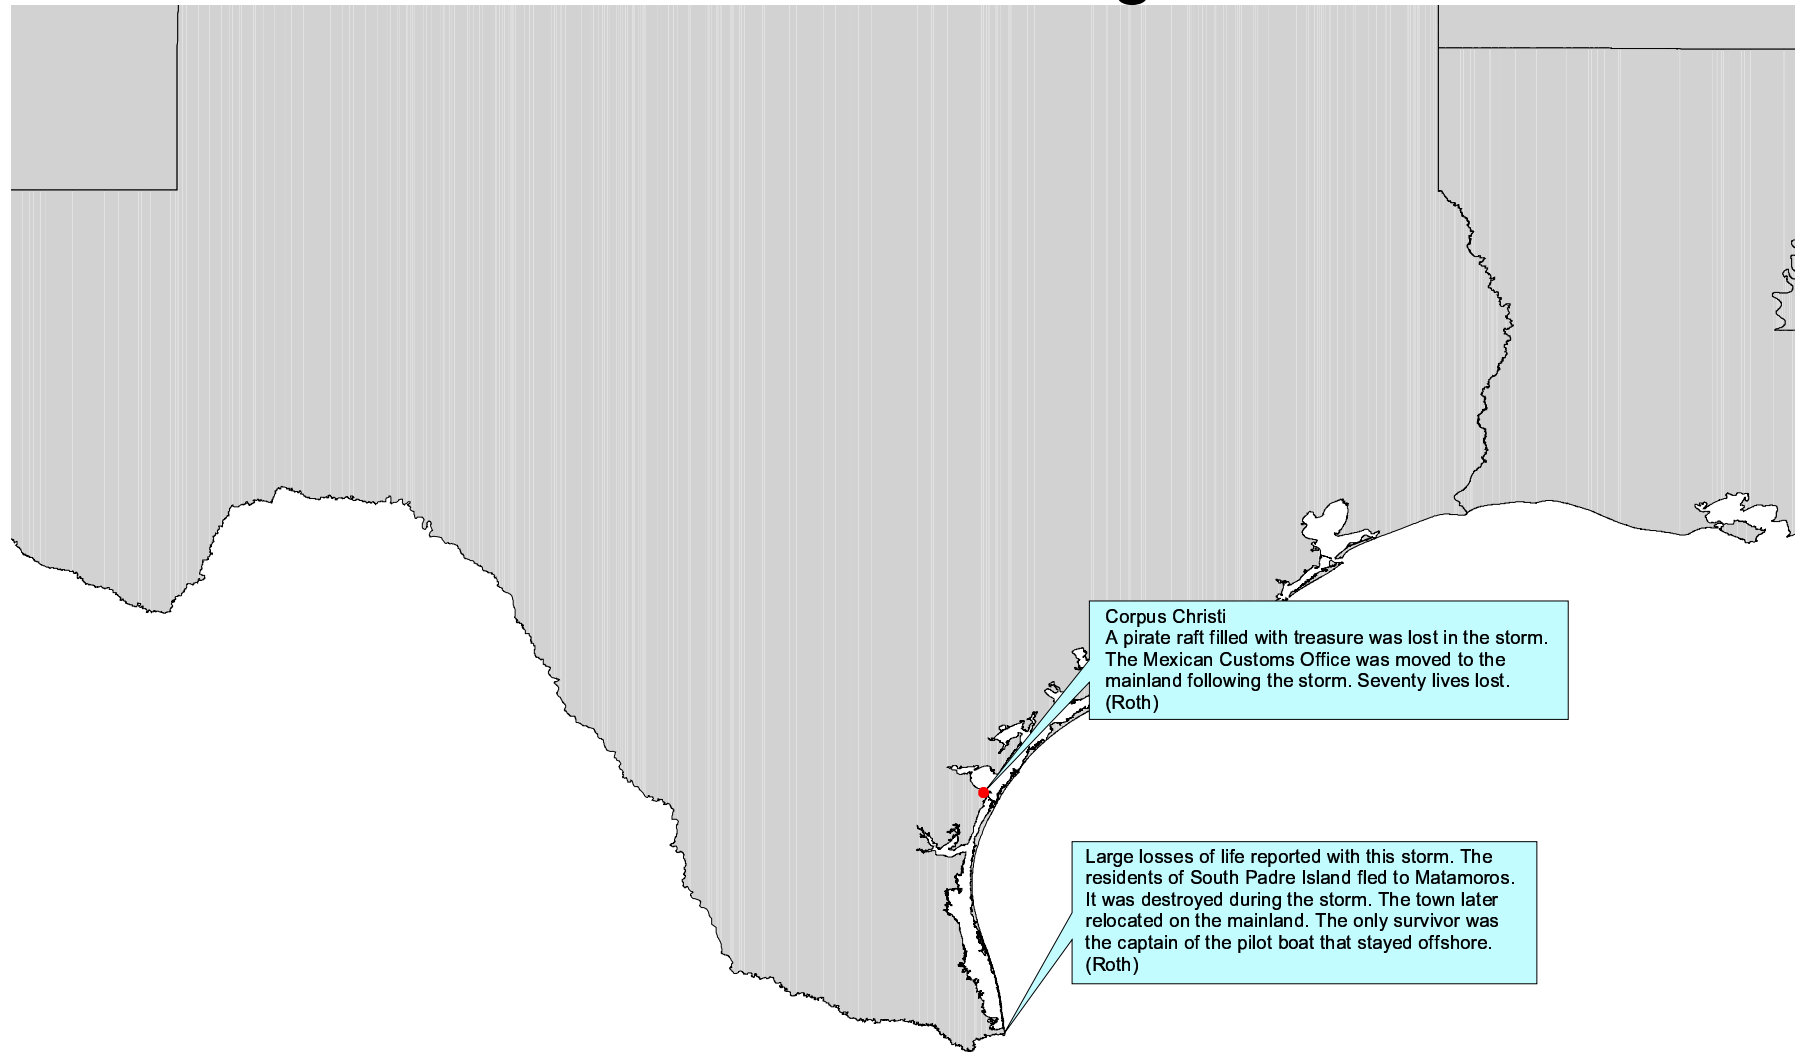 Corpus Christi
A pirate raft filled with treasure was lost in the storm.
The Mexican Customs Office was moved to the
mainland following the storm. Seventy lives lost.
(Roth)
Large losses of life reported with this storm. The
residents of South Padre Island fled to Matamoros.
It was destroyed during the storm. The town later
relocated on the mainland. The only survivor was
the captain of the pilot boat that stayed offshore.
(Roth)